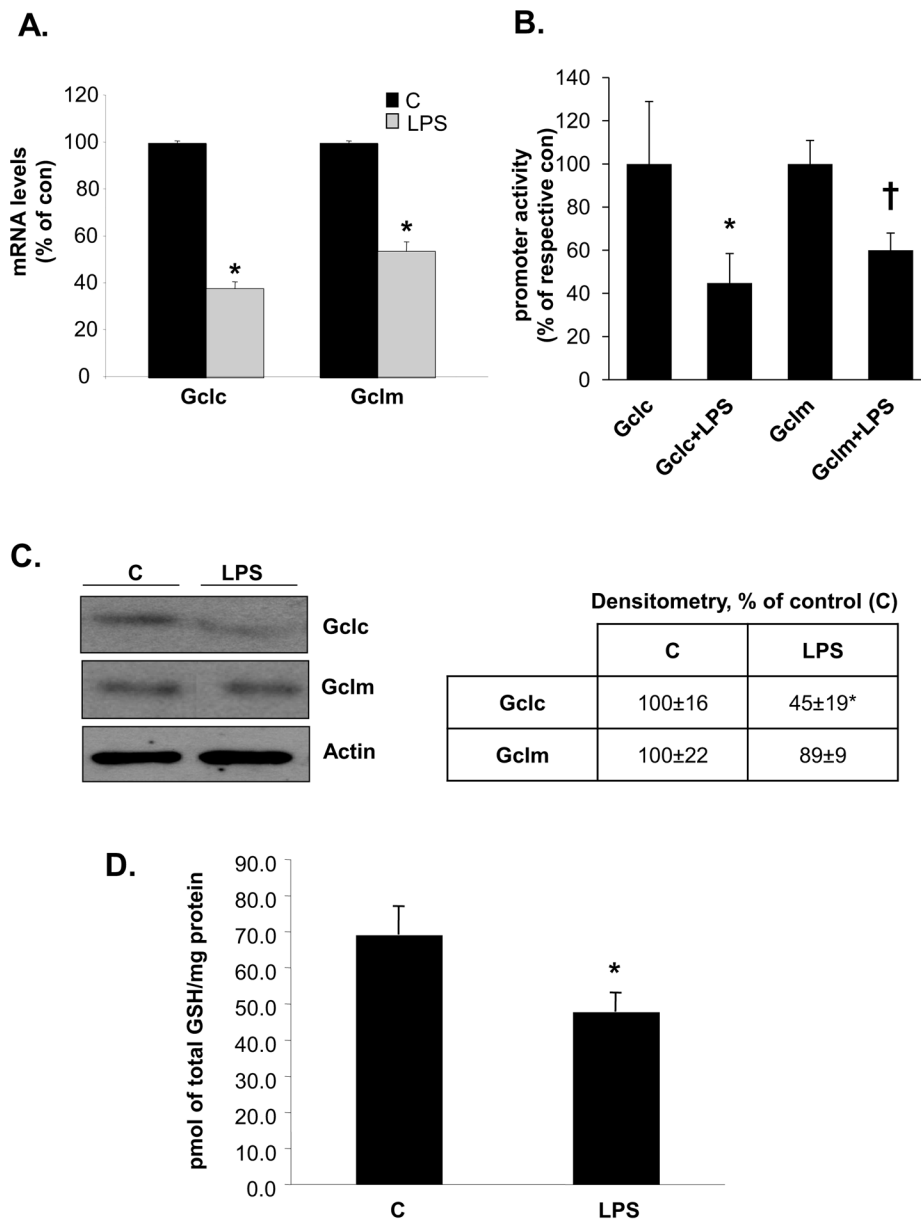 A.
mRNA levels
(% of con)
120
100
80
60
40
20
0
C
LPS
*
*
Gclc
Gclm
B.
promoter activity
(% of respective con)
140
120
100
80
60
40
20
0
*
†
Gclc
Gclc+LPS
Gclm
Gclm+LPS
C.
C LPS
Gclc
Gclm
Actin
Densitometry, % of control (C)
C LPS
Gclc 100±16 45±19*
Gclm 100±22 89±9
D.
pmol of total GSH/mg protein
90.0
80.0
70.0
60.0
50.0
40.0
30.0
20.0
10.0
0.0
*
C LPS